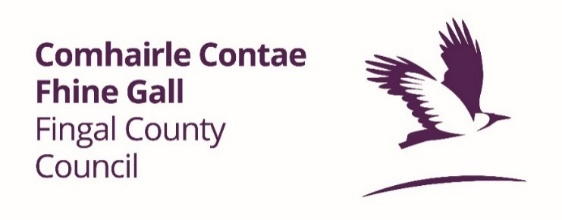 Comhairle Contae
Fhine Gall
Fingal County
Council